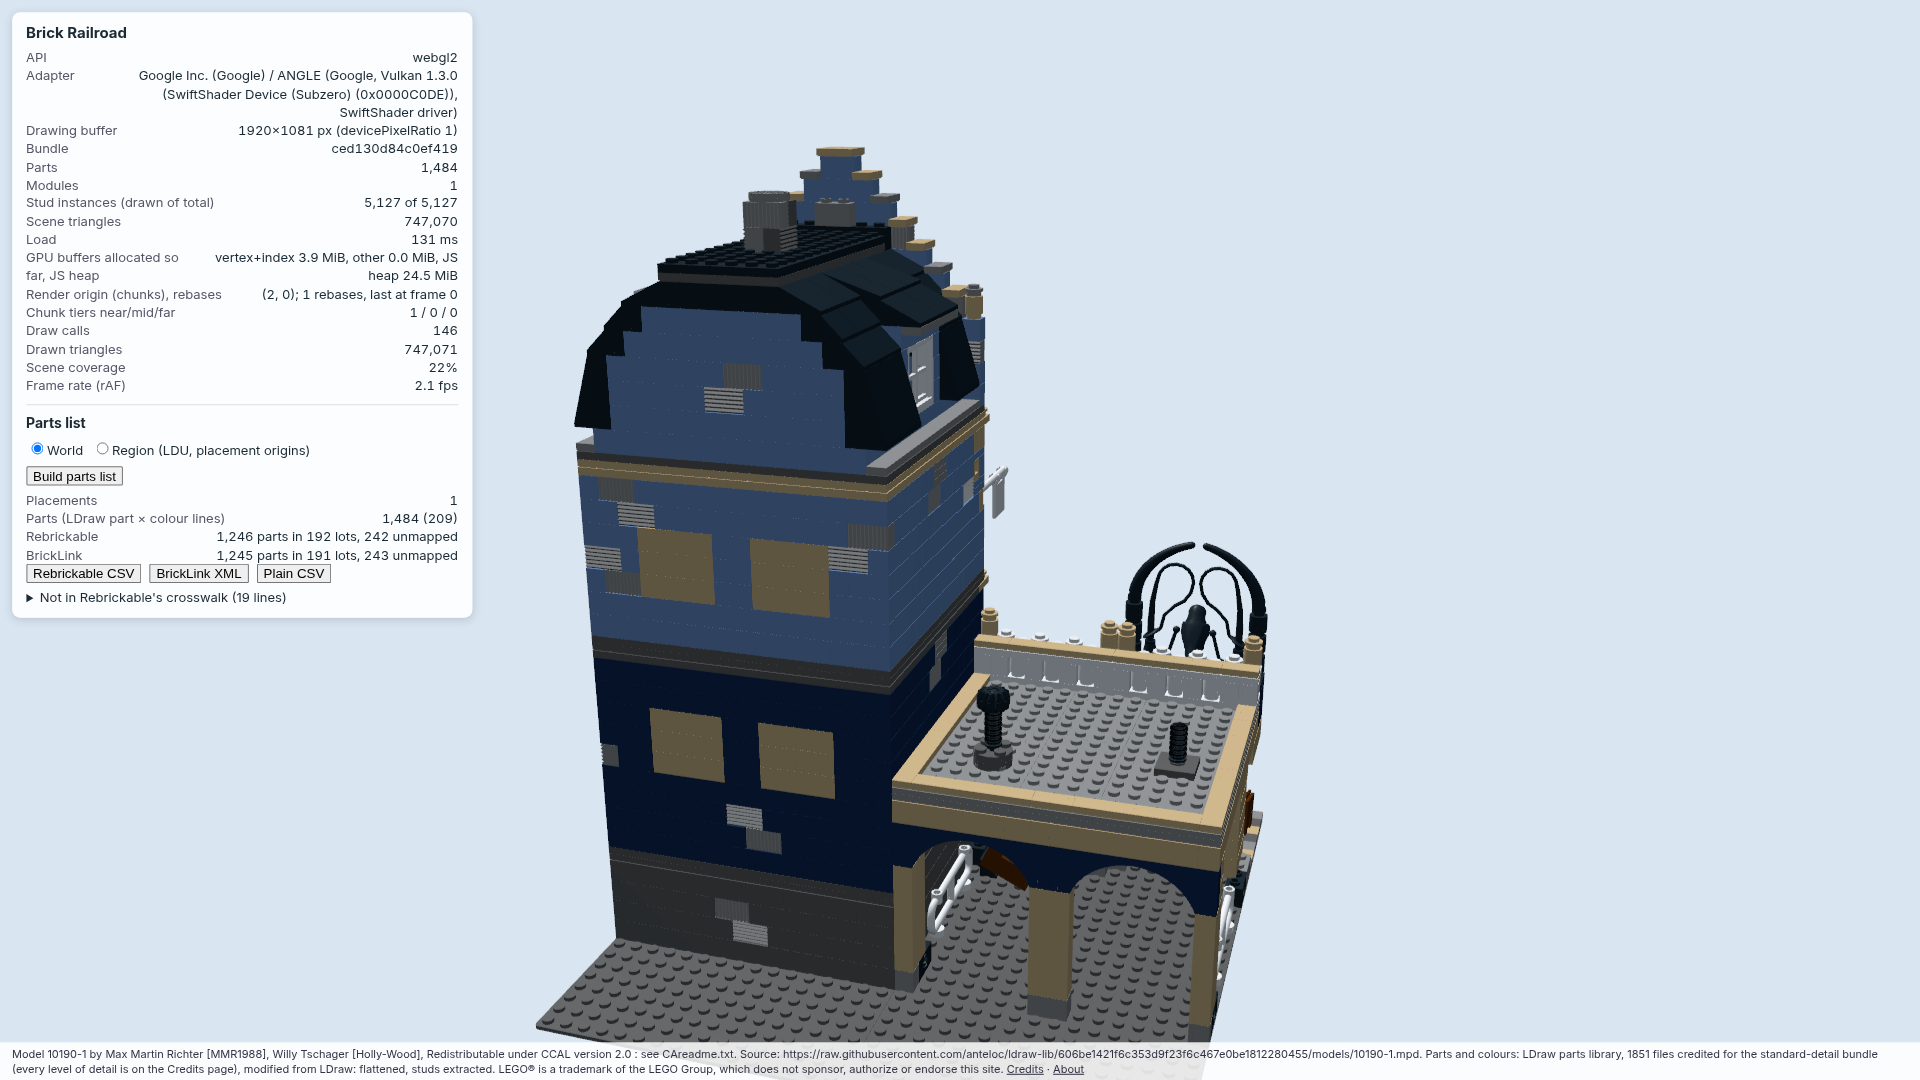 Brick Railroad
API webgl2
Adapter Google Inc. (Google) / ANGLE (Google, Vulkan 1.3.0
(SwiftShader Device (Subzero) (0x0000C0DE)),
SwiftShader driver)
Drawing buffer 1920×1081 px (devicePixelRatio 1)
Bundle ced130d84c0ef419
Parts 1,484
Modules 1
Stud instances (drawn of total) 5,127 of 5,127
Scene triangles 747,070
Load 131 ms
GPU buffers allocated so vertex+index 3.9 MiB, other 0.0 MiB, JS
far, JS heap heap 24.5 MiB
Render origin (chunks), rebases (2, 0); 1 rebases, last at frame 0
Chunk tiers near/mid/far 1 / 0 / 0
Draw calls 146
Drawn triangles 747,071
Scene coverage 22%
Frame rate (rAF) 2.1 fps
Parts list
World Region (LDU, placement origins)
Build parts list
Placements 1
Parts (LDraw part × colour lines) 1,484 (209)
Rebrickable 1,246 parts in 192 lots, 242 unmapped
BrickLink 1,245 parts in 191 lots, 243 unmapped
Rebrickable CSV BrickLink XML Plain CSV
Not in Rebrickable's crosswalk (19 lines)
Model 10190-1 by Max Martin Richter [MMR1988], Willy Tschager [Holly-Wood], Redistributable under CCAL version 2.0 : see CAreadme.txt. Source: https://raw.githubusercontent.com/anteloc/ldraw-lib/606be1421f6c353d9f23f6c467e0be1812280455/models/10190-1.mpd. Parts and colours: LDraw parts library, 1851 files credited for the standard-detail bundle
(every level of detail is on the Credits page), modified from LDraw: flattened, studs extracted. LEGO® is a trademark of the LEGO Group, which does not sponsor, authorize or endorse this site. Credits · About